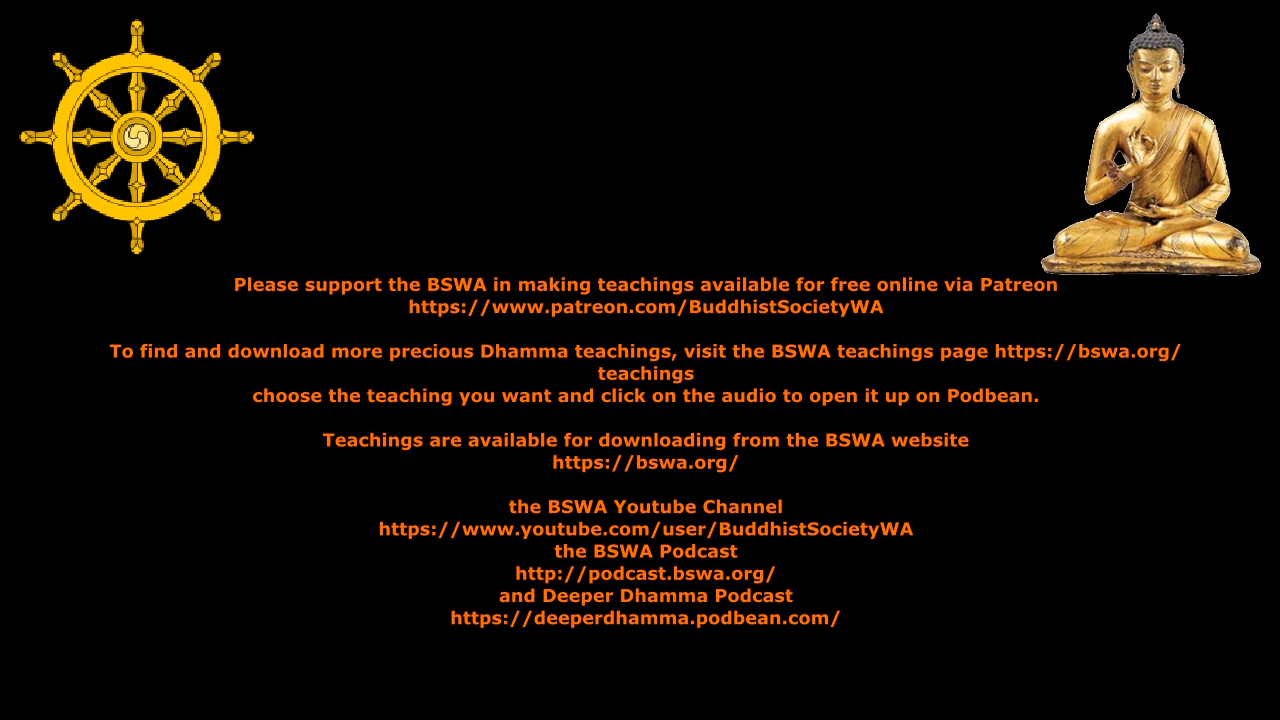 Please support the BSWA in making teachings available for free online via Patreon
https://www.patreon.com/BuddhistSocietyWA
To find and download more precious Dhamma teachings, visit the BSWA teachings page https://bswa.org/
teachings
choose the teaching you want and click on the audio to open it up on Podbean.
Teachings are available for downloading from the BSWA website
https://bswa.org/
the BSWA Youtube Channel
https://www.youtube.com/user/BuddhistSocietyWA
the BSWA Podcast
http://podcast.bswa.org/
and Deeper Dhamma Podcast
https://deeperdhamma.podbean.com/